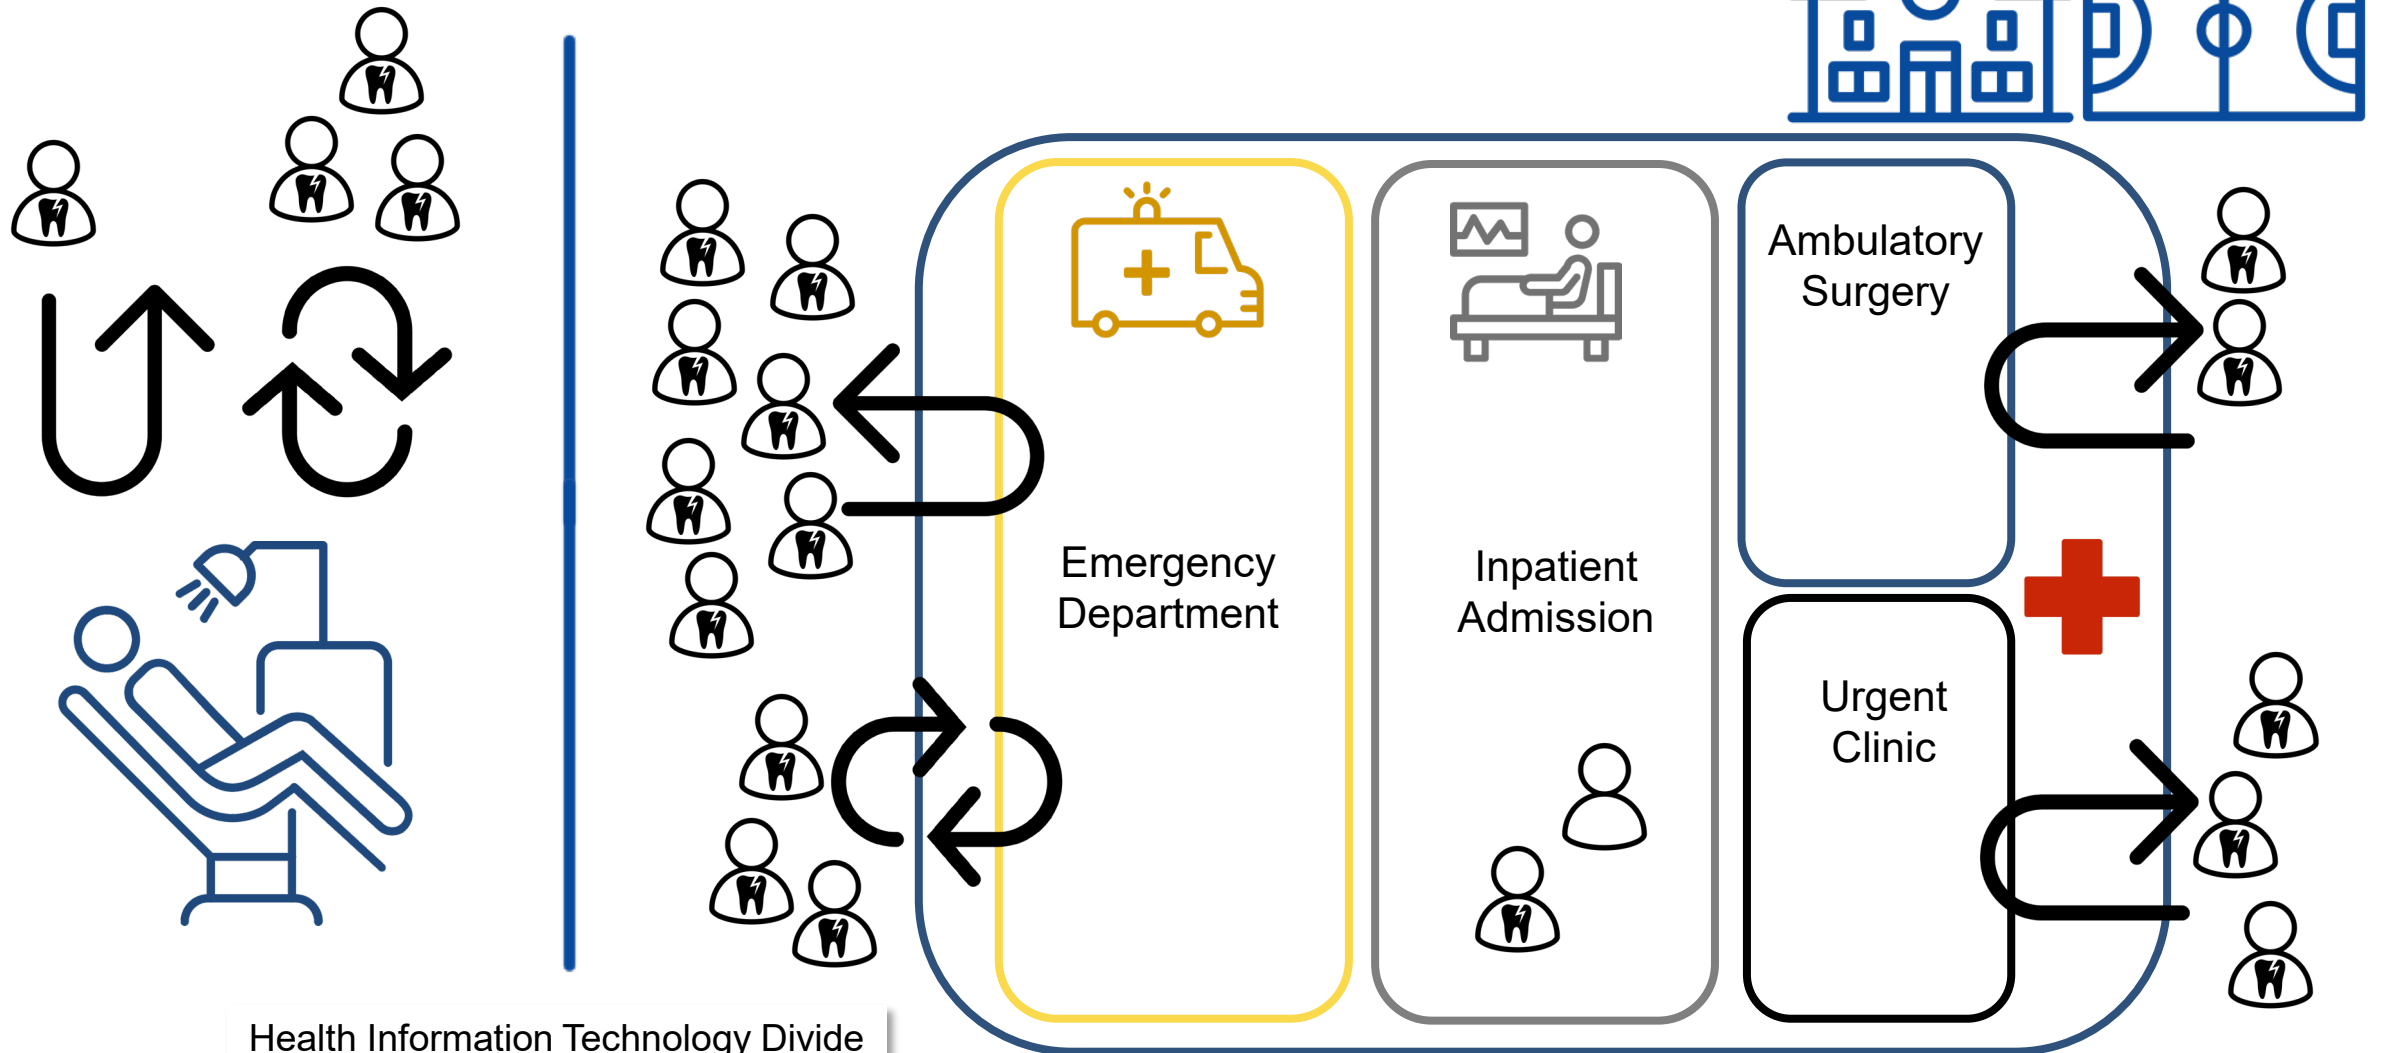 Ambulatory
Surgery
Emergency
Department
Inpatient
Admission
Urgent
Clinic
Health Information Technology Divide